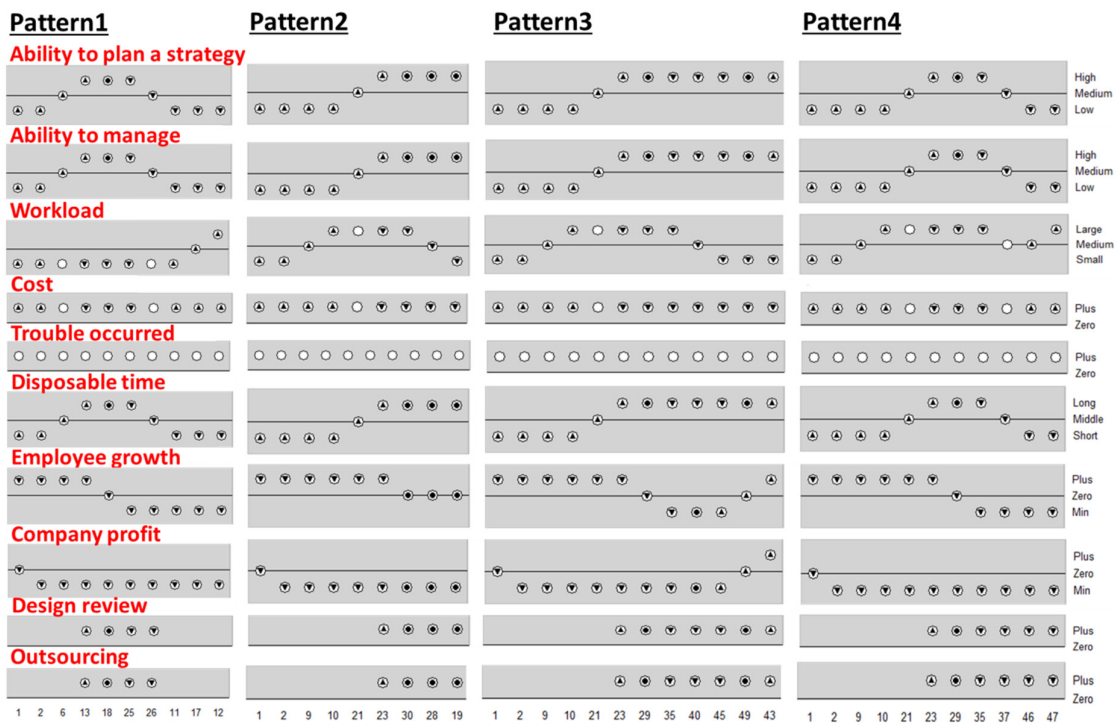 Pattern1 Pattern2 Pattern3 Pattern4
Ability to plan a strategy
High
Medium
Low
Ability to manage
High
Medium
Low
Workload
Large
Medium
Small
Cost
Plus
Zero
Trouble occurred
Plus
Zero
Disposable time
Long
Middle
Short
Employee growth
Plus
Zero
Min
Company profit
Plus
Zero
Min
Design review
Plus
Zero
Outsourcing
Plus
Zero
1 2 6 13 18 25 26 11 17 12 1 2 9 10 21 23 30 28 19 1 2 9 10 21 23 29 35 40 45 49 43 1 2 9 10 21 23 29 35 37 46 47